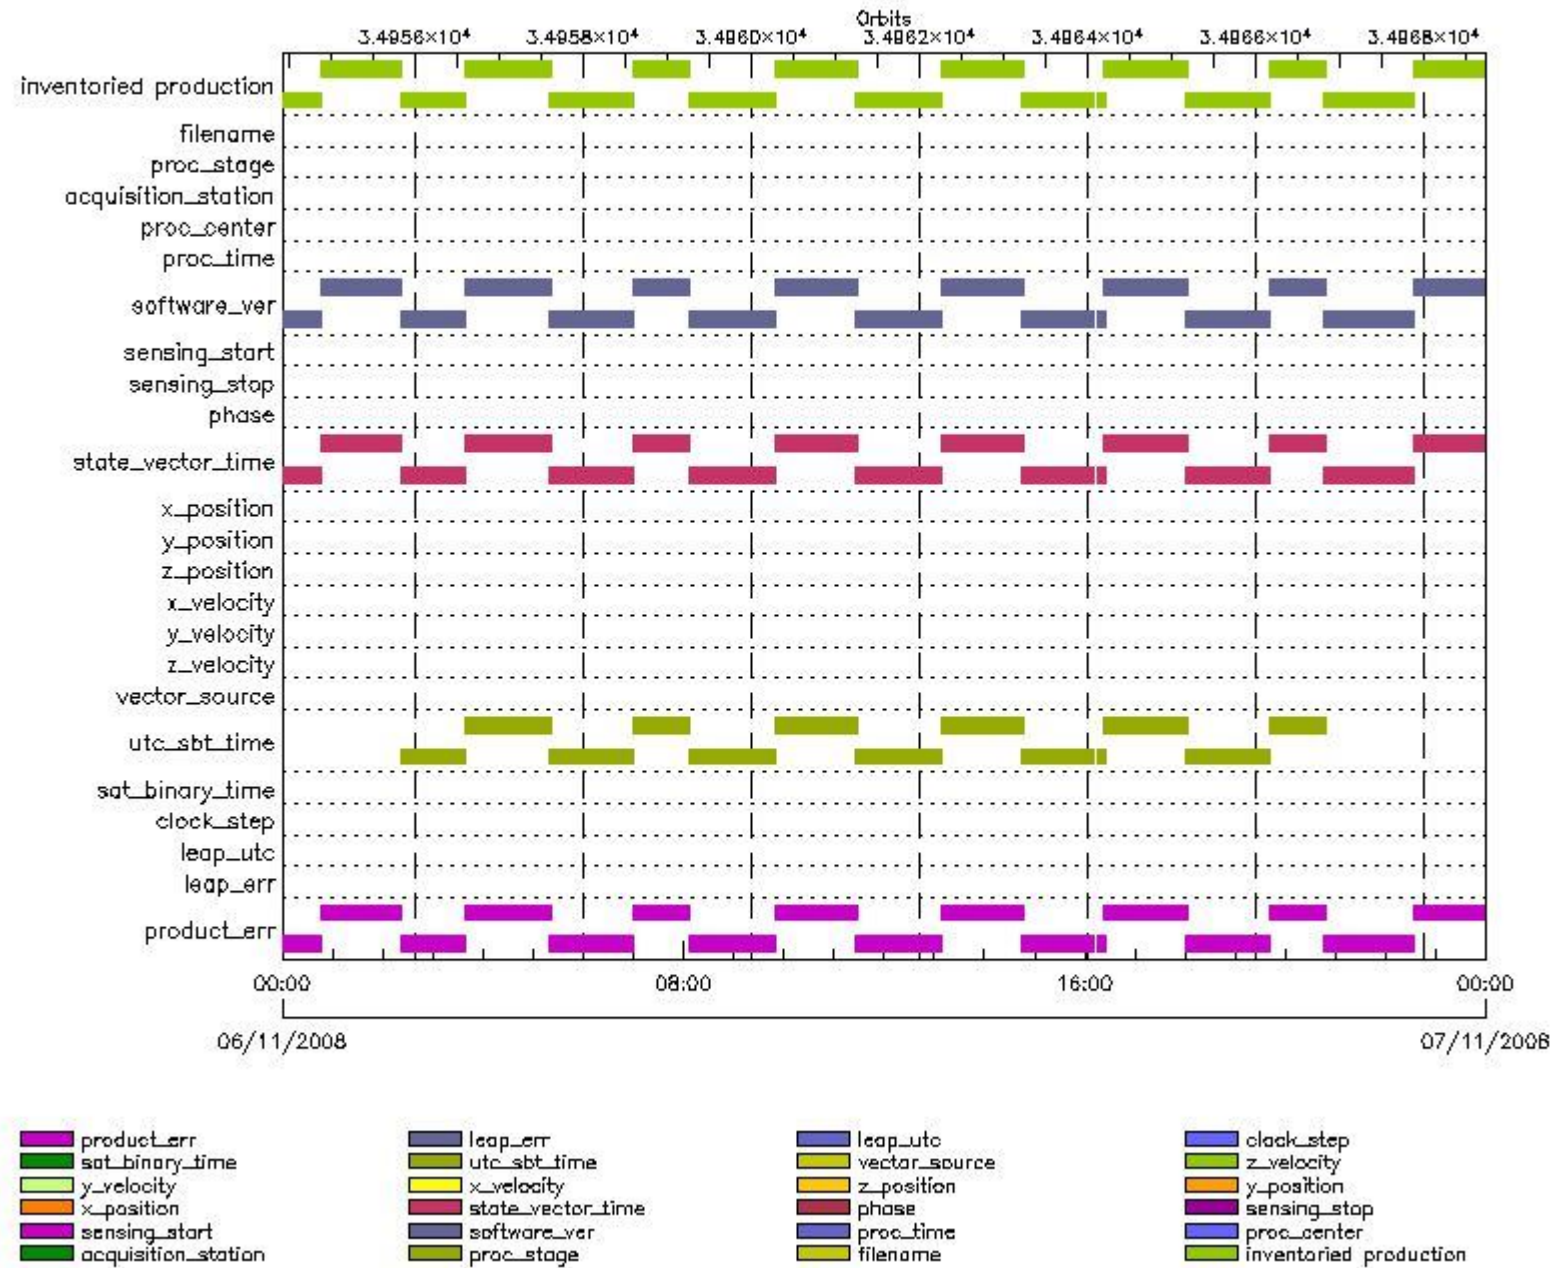 Orbits
3.4956×10⁴ 3.4958×10⁴ 3.4960×10⁴ 3.4962×10⁴ 3.4964×10⁴ 3.4966×10⁴ 3.4968×10⁴
inventoried production
filename
proc_stage
acquisition_station
proc_center
proc_time
software_ver
sensing_start
sensing_stop
phase
state_vector_time
x_position
y_position
z_position
x_velocity
y_velocity
z_velocity
vector_source
utc_sbt_time
sat_binary_time
clock_step
leap_utc
leap_err
product_err
00:00 08:00 16:00 00:00
06/11/2008 07/11/2008
product_err leap_err leap_utc clock_step
sat_binary_time utc_sbt_time vector_source z_velocity
y_velocity x_velocity z_position y_position
x_position state_vector_time phase sensing_stop
sensing_start software_ver proc_time proc_center
acquisition_station proc_stage filename inventoried production